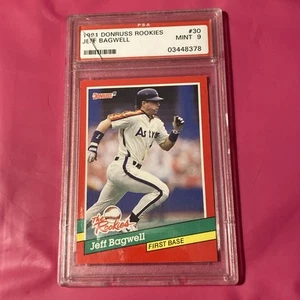 PSA
1991 DONRUSS ROOKIES #30
JEFF BAGWELL MINT 9
03448378
Donruss
Astros
The Rookies
Jeff Bagwell
FIRST BASE